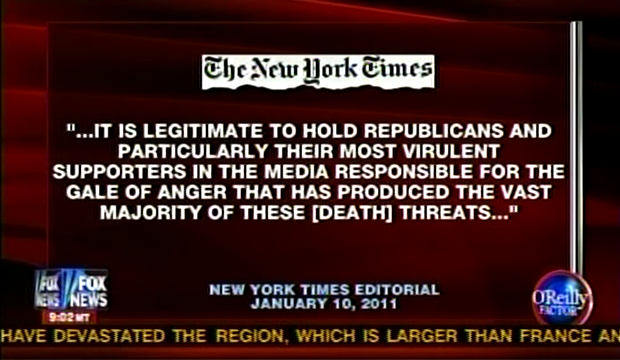 The New York Times
"...IT IS LEGITIMATE TO HOLD REPUBLICANS AND
PARTICULARLY THEIR MOST VIRULENT
SUPPORTERS IN THE MEDIA RESPONSIBLE FOR THE
GALE OF ANGER THAT HAS PRODUCED THE VAST
MAJORITY OF THESE [DEATH] THREATS..."
NEW YORK TIMES EDITORIAL
JANUARY 10, 2011
FOX NEWS
FOX NEWS
9:02 MT
O'Reilly
FACTOR
HAVE DEVASTATED THE REGION, WHICH IS LARGER THAN FRANCE AN